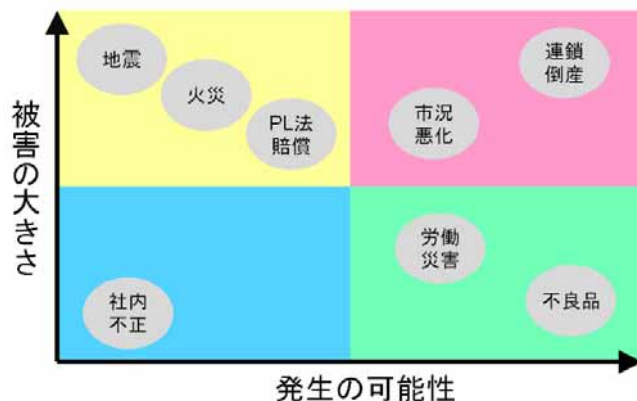 地震
火災
PL法
賠償
市況
悪化
連鎖
倒産
被害の大きさ
労働
災害
社内
不正
不良品
発生の可能性